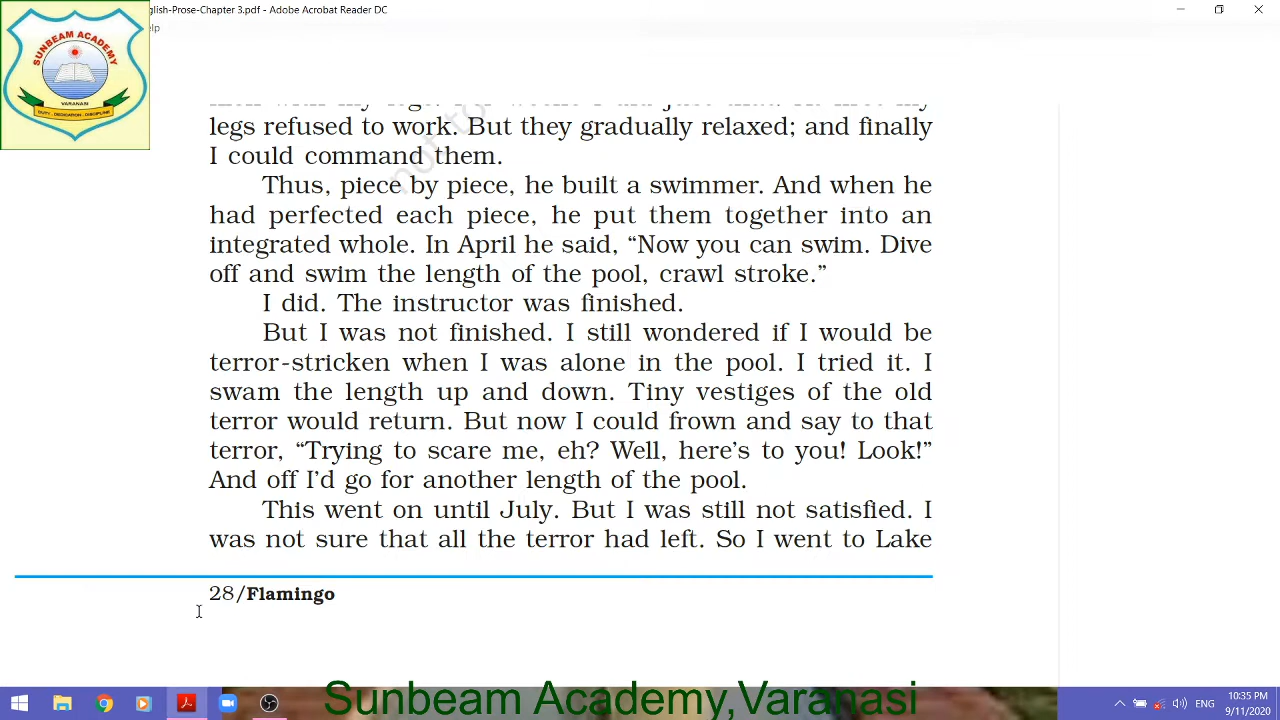 glish-Prose-Chapter 3.pdf - Adobe Acrobat Reader DC
elp
SUNBEAM ACADEMY
VARANASI
DUTY - DEDICATION - DISCIPLINE
not to
legs refused to work. But they gradually relaxed; and finally
I could command them.
Thus, piece by piece, he built a swimmer. And when he
had perfected each piece, he put them together into an
integrated whole. In April he said, “Now you can swim. Dive
off and swim the length of the pool, crawl stroke.”
I did. The instructor was finished.
But I was not finished. I still wondered if I would be
terror-stricken when I was alone in the pool. I tried it. I
swam the length up and down. Tiny vestiges of the old
terror would return. But now I could frown and say to that
terror, “Trying to scare me, eh? Well, here’s to you! Look!”
And off I’d go for another length of the pool.
This went on until July. But I was still not satisfied. I
was not sure that all the terror had left. So I went to Lake
28/Flamingo
Sunbeam Academy,Varanasi
ENG
10:35 PM
9/11/2020